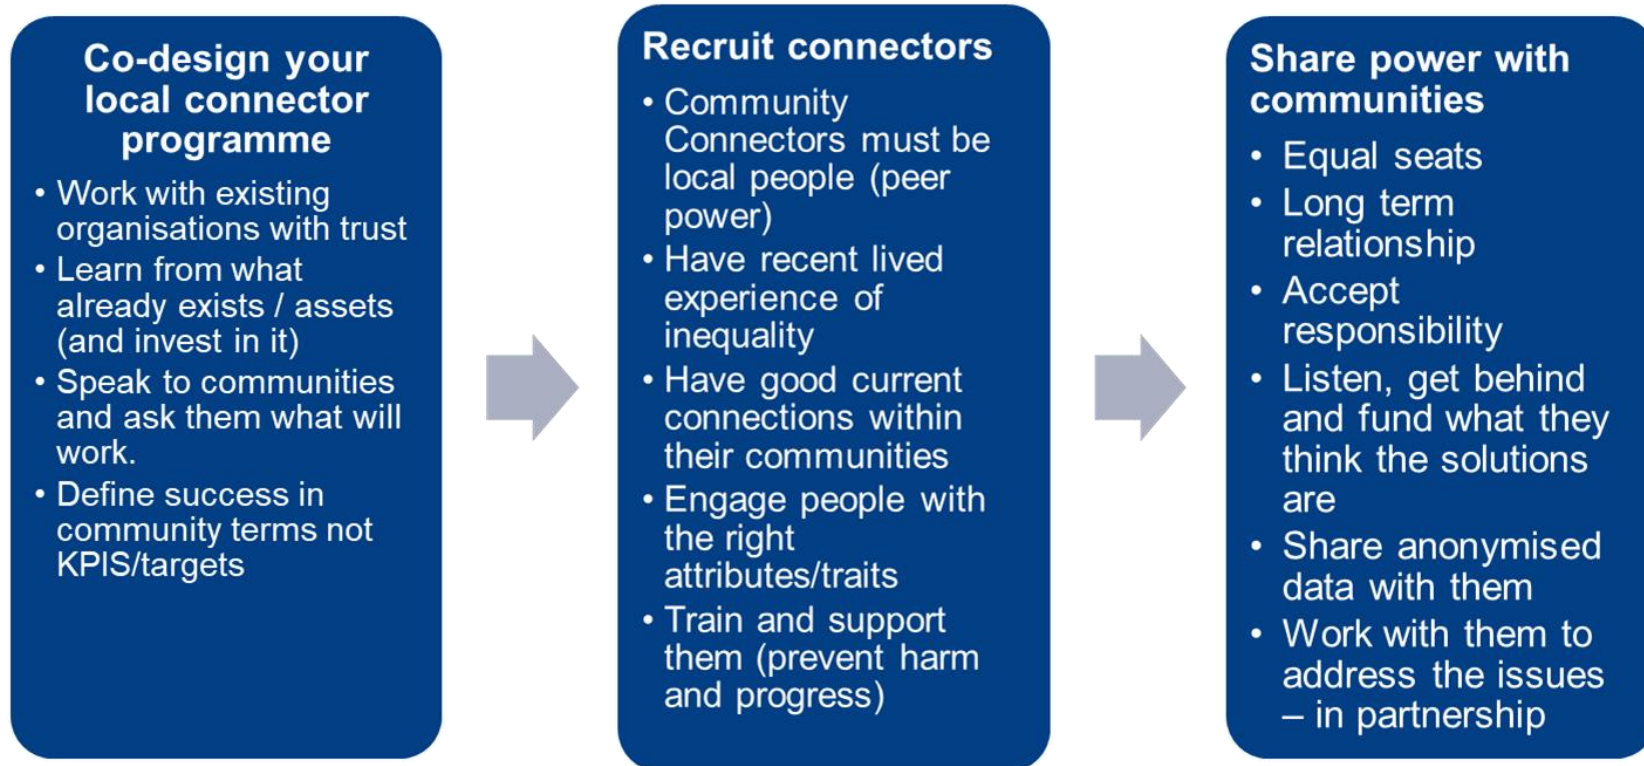 Co-design your
local connector
programme
• Work with existing
organisations with trust
• Learn from what
already exists / assets
(and invest in it)
• Speak to communities
and ask them what will
work.
• Define success in
community terms not
KPIS/targets
Recruit connectors
• Community
Connectors must be
local people (peer
power)
• Have recent lived
experience of
inequality
• Have good current
connections within
their communities
• Engage people with
the right
attributes/traits
• Train and support
them (prevent harm
and progress)
Share power with
communities
• Equal seats
• Long term
relationship
• Accept
responsibility
• Listen, get behind
and fund what they
think the solutions
are
• Share anonymised
data with them
• Work with them to
address the issues
– in partnership